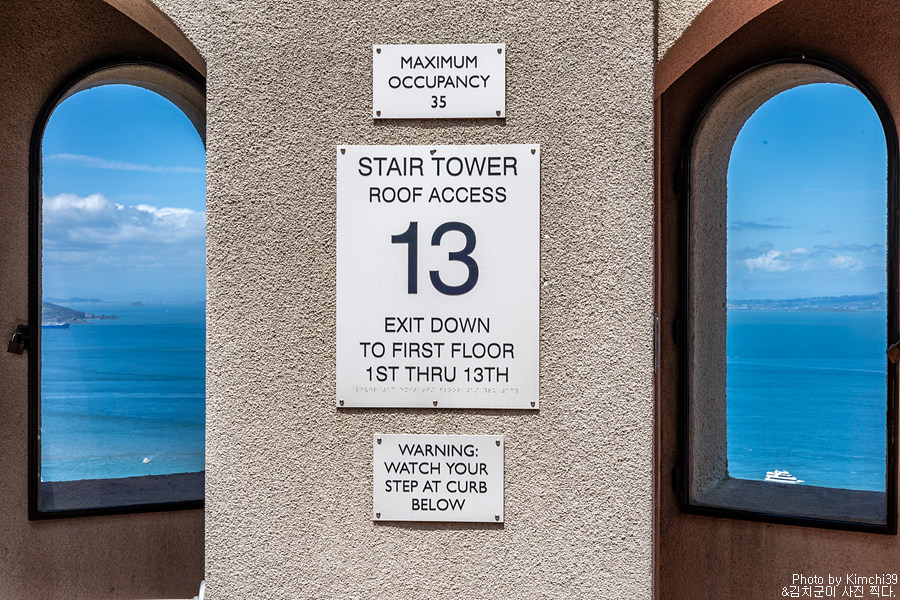 MAXIMUM
OCCUPANCY
35
STAIR TOWER
ROOF ACCESS
13
EXIT DOWN
TO FIRST FLOOR
1ST THRU 13TH
WARNING:
WATCH YOUR
STEP AT CURB
BELOW
Photo by Kimchi39
&김치군이 사진 찍다.